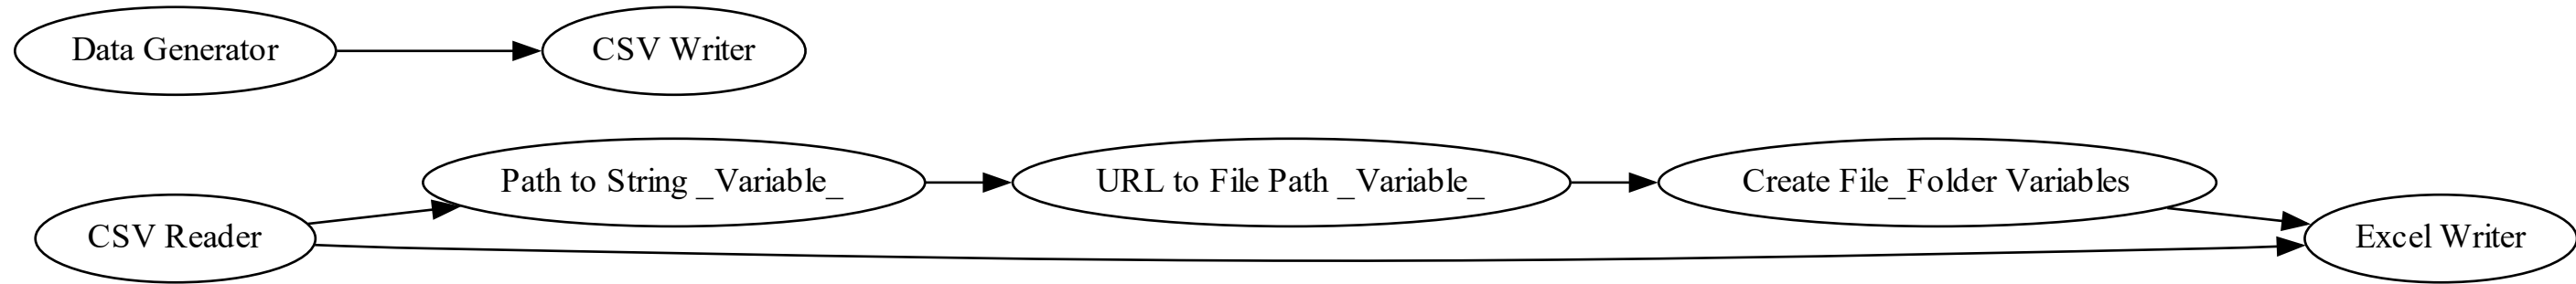 Data Generator
CSV Writer
Path to String _Variable_
URL to File Path _Variable_
Create File_Folder Variables
CSV Reader
Excel Writer